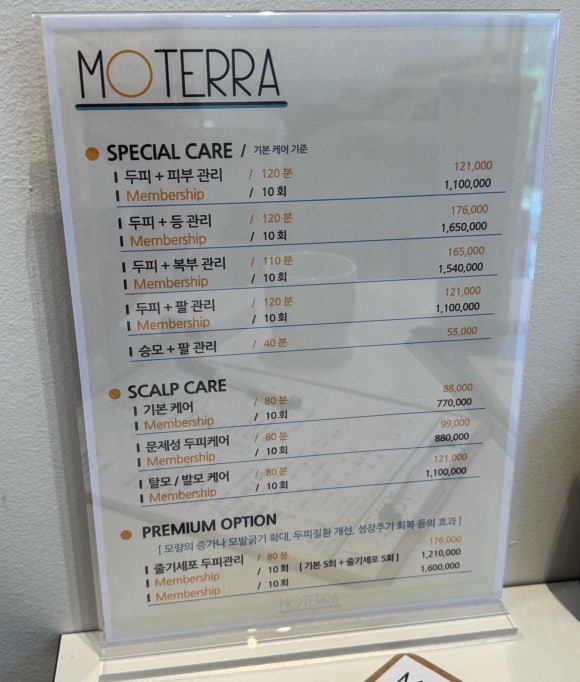 MOTERRA
SPECIAL CARE / 기본 케어 기준
두피 + 피부 관리 / 120 분 121,000
Membership / 10 회 1,100,000
두피 + 등 관리 / 120 분 176,000
Membership / 10 회 1,650,000
두피 + 복부 관리 / 110 분 165,000
Membership / 10 회 1,540,000
두피 + 팔 관리 / 120 분 121,000
Membership / 10 회 1,100,000
승모 + 팔 관리 / 40 분 55,000
SCALP CARE
기본 케어 / 80 분 88,000
Membership / 10 회 770,000
문제성 두피케어 / 80 분 99,000
Membership / 10 회 880,000
탈모 / 발모 케어 / 80 분 121,000
Membership / 10 회 1,100,000
PREMIUM OPTION
[ 모량의 증가나 모발굵기 확대, 두피질환 개선, 성장주기 회복 등의 효과 ]
줄기세포 두피관리 / 80 분 176,000
Membership / 10 회 [ 기본 5회 + 줄기세포 5회 ] 1,210,000
Membership / 10 회 1,600,000
MOTERRA